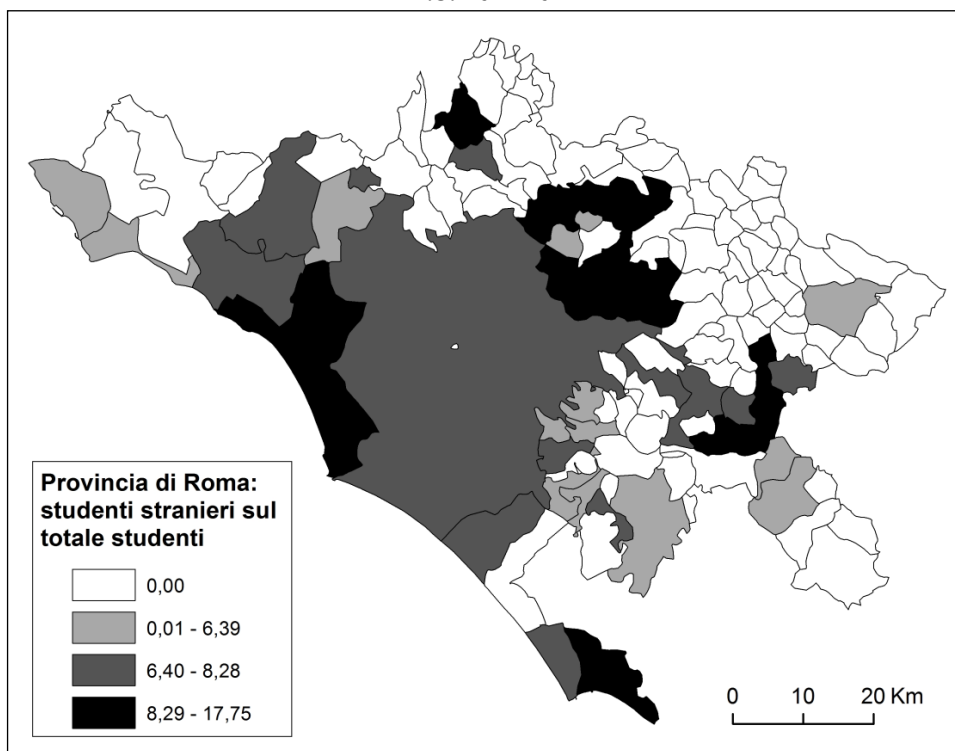 Provincia di Roma:
studenti stranieri sul
totale studenti
0,00
0,01 - 6,39
6,40 - 8,28
8,29 - 17,75
0 10 20 Km